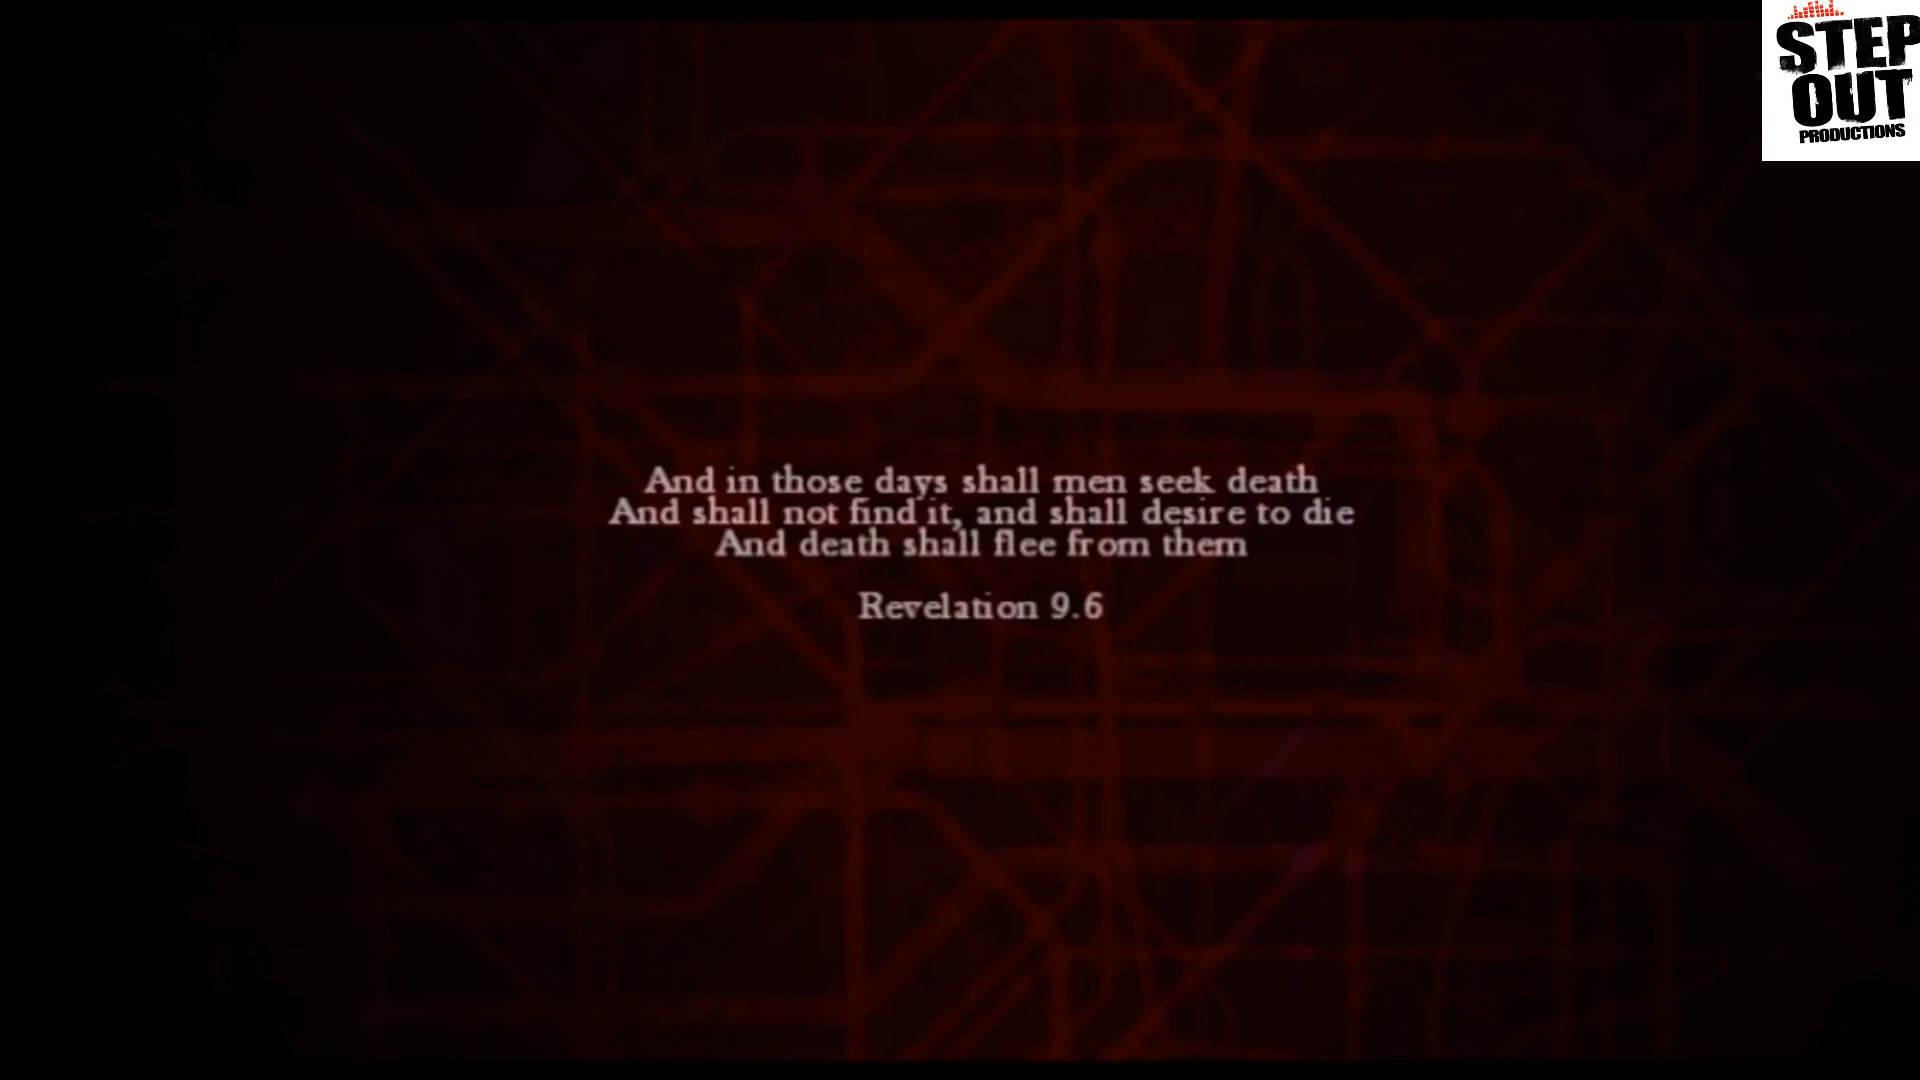 STEP
OUT
PRODUCTIONS
And in those days shall men seek death
And shall not find it, and shall desire to die
And death shall flee from them
Revelation 9.6